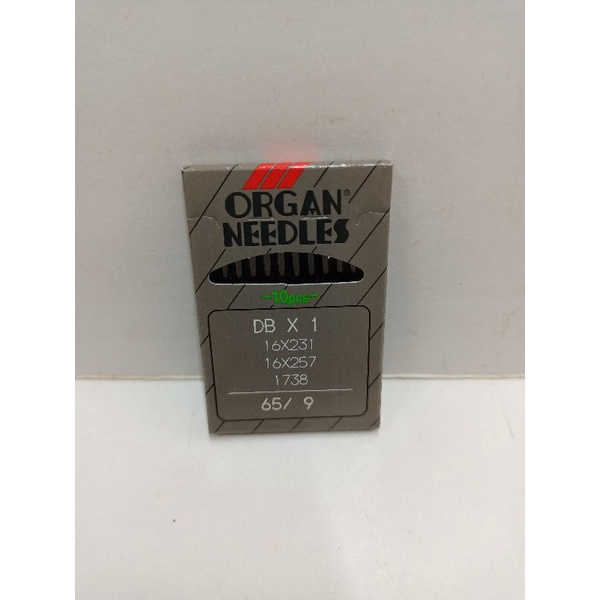 ORGAN®
NEEDLES
-10pcs-
DB X 1
16X231
16X257
1738
65/ 9